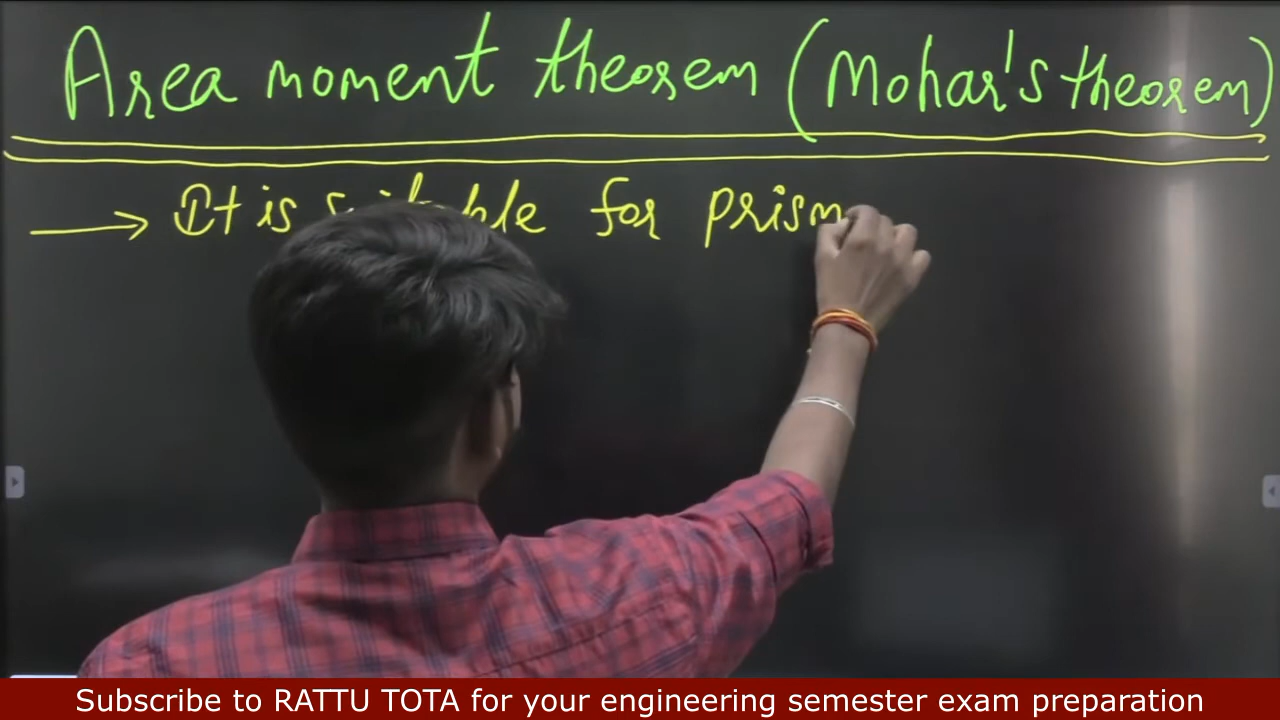 Area moment theorem (Mohar's theorem)
→ It is suitable for prism
Subscribe to RATTU TOTA for your engineering semester exam preparation